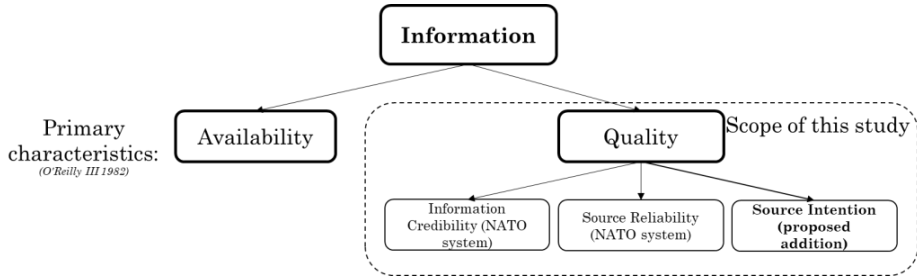 Information
Primary
characteristics:
(O'Reilly III 1982)
Availability
Quality
Scope of this study
Information
Credibility (NATO
system)
Source Reliability
(NATO system)
Source Intention
(proposed
addition)